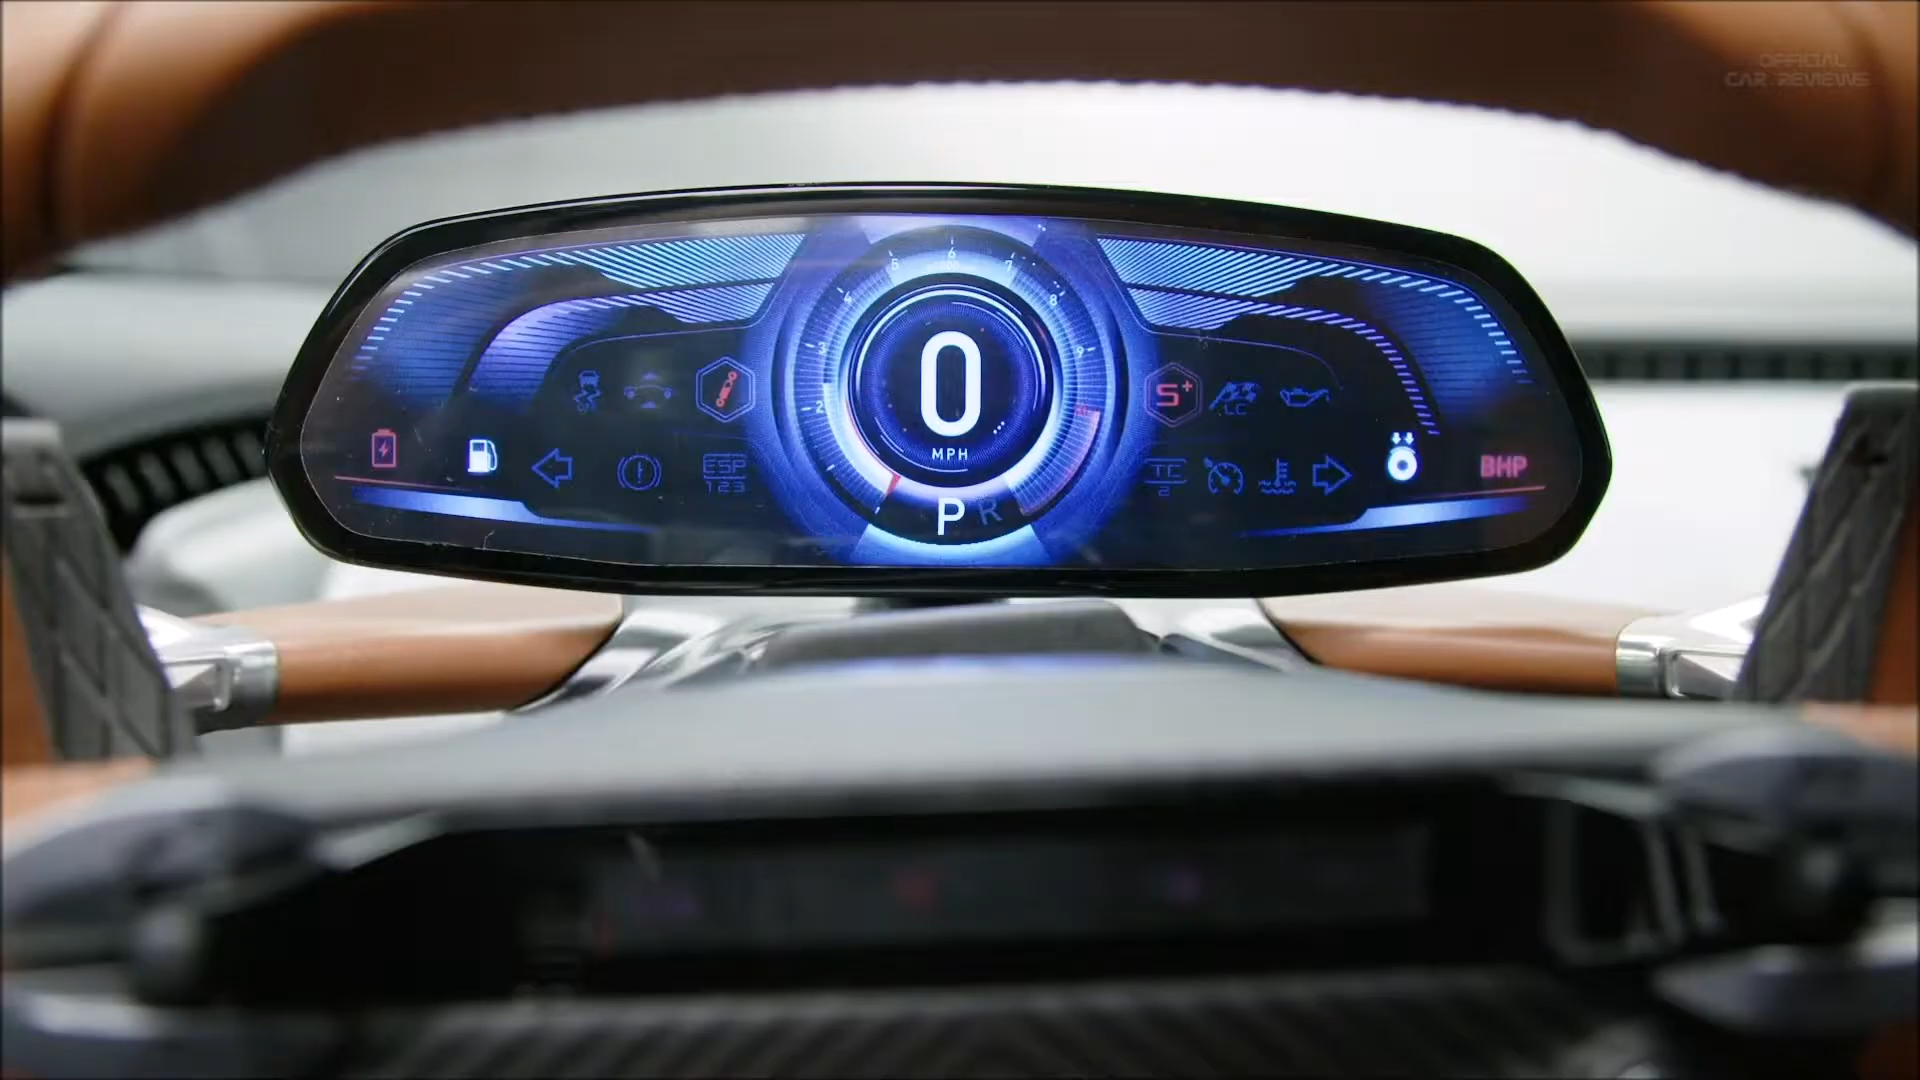 OFFICIAL
CAR REVIEWS
5 6 7
4 8
3 9
2
0
MPH
S+
LC
ESP
123
TC
2
BHP
P R